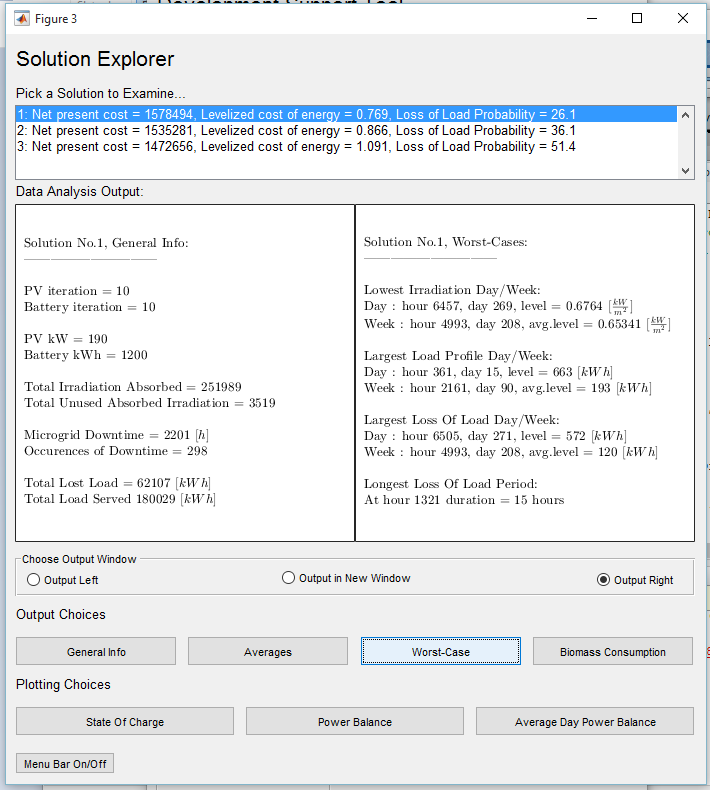 Figure 3
Solution Explorer
Pick a Solution to Examine...
1: Net present cost = 1578494, Levelized cost of energy = 0.769, Loss of Load Probability = 26.1
2: Net present cost = 1535281, Levelized cost of energy = 0.866, Loss of Load Probability = 36.1
3: Net present cost = 1472656, Levelized cost of energy = 1.091, Loss of Load Probability = 51.4
Data Analysis Output:
Solution No.1, General Info:
PV iteration = 10
Battery iteration = 10
PV kW = 190
Battery kWh = 1200
Total Irradiation Absorbed = 251989
Total Unused Absorbed Irradiation = 3519
Microgrid Downtime = 2201 [h]
Occurences of Downtime = 298
Total Lost Load = 62107 [kWh]
Total Load Served 180029 [kWh]
Solution No.1, Worst-Cases:
Lowest Irradiation Day/Week:
Day : hour 6457, day 269, level = 0.6764 [kW/m²]
Week : hour 4993, day 208, avg.level = 0.65341 [kW/m²]
Largest Load Profile Day/Week:
Day : hour 361, day 15, level = 663 [kWh]
Week : hour 2161, day 90, avg.level = 193 [kWh]
Largest Loss Of Load Day/Week:
Day : hour 6505, day 271, level = 572 [kWh]
Week : hour 4993, day 208, avg.level = 120 [kWh]
Longest Loss Of Load Period:
At hour 1321 duration = 15 hours
Choose Output Window
Output Left
Output in New Window
Output Right
Output Choices
General Info
Averages
Worst-Case
Biomass Consumption
Plotting Choices
State Of Charge
Power Balance
Average Day Power Balance
Menu Bar On/Off